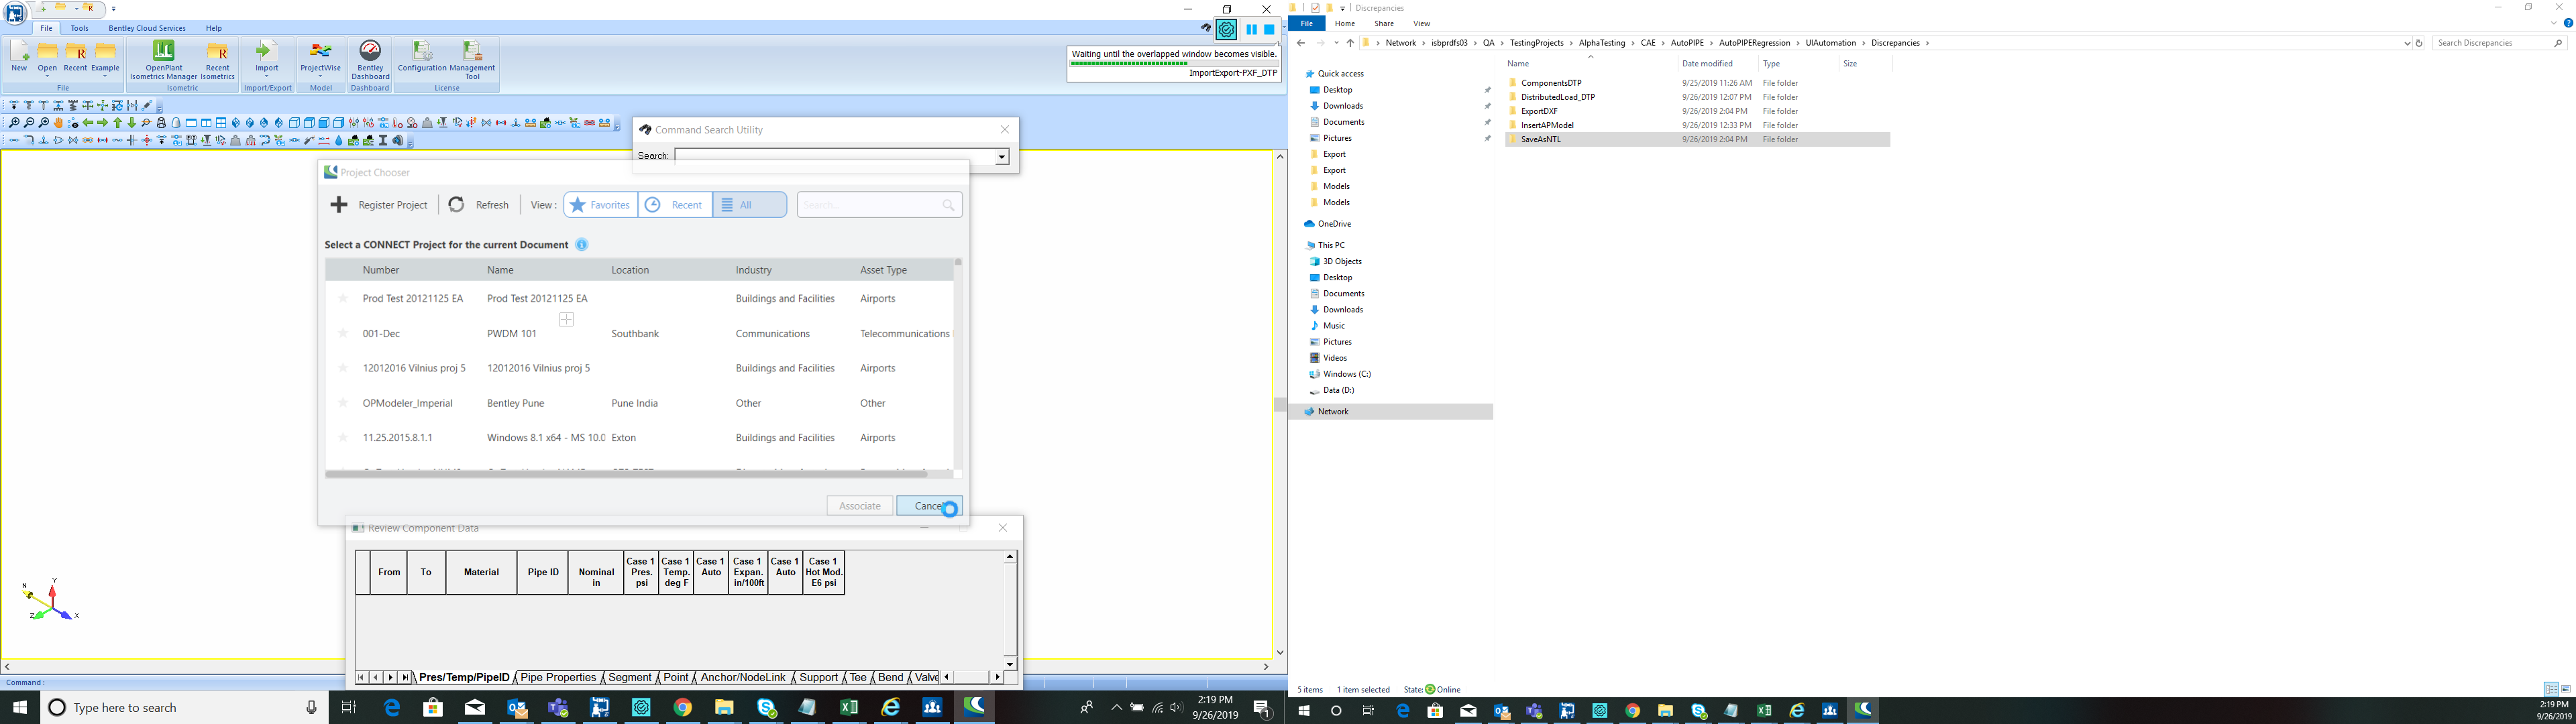 File Tools Bentley Cloud Services Help
New Open Recent Example OpenPlant Isometrics Manager Recent Isometrics Import ProjectWise Bentley Dashboard Configuration Management Tool
File Isometric Import/Export Model Dashboard License
Waiting until the overlapped window becomes visible.
ImportExport-PXF_DTP
Command Search Utility
Search:
Project Chooser
Register Project Refresh View : Favorites Recent All Search...
Select a CONNECT Project for the current Document
Number Name Location Industry Asset Type
Prod Test 20121125 EA Prod Test 20121125 EA Buildings and Facilities Airports
001-Dec PWDM 101 Southbank Communications Telecommunications
12012016 Vilnius proj 5 12012016 Vilnius proj 5 Buildings and Facilities Airports
OPModeler_Imperial Bentley Pune Pune India Other Other
11.25.2015.8.1.1 Windows 8.1 x64 - MS 10.0 Exton Buildings and Facilities Airports
Associate Cancel
Review Component Data
From To Material Pipe ID Nominal in Case 1 Pres. psi Case 1 Temp. deg F Case 1 Auto Case 1 Expan. in/100ft Case 1 Auto Case 1 Hot Mod. E6 psi
N Y Z X
Pres/Temp/PipeID Pipe Properties Segment Point Anchor/NodeLink Support Tee Bend Valve
Command :
Type here to search
2:19 PM
9/26/2019
1
Discrepancies
File Home Share View
Network › isbprdfs03 › QA › TestingProjects › AlphaTesting › CAE › AutoPIPE › AutoPIPERegression › UIAutomation › Discrepancies ›
Search Discrepancies
Name Date modified Type Size
ComponentsDTP 9/25/2019 11:26 AM File folder
DistributedLoad_DTP 9/26/2019 12:07 PM File folder
ExportDXF 9/26/2019 2:04 PM File folder
InsertAPModel 9/26/2019 12:33 PM File folder
SaveAsNTL 9/26/2019 2:04 PM File folder
Quick access
Desktop
Downloads
Documents
Pictures
Export
Export
Models
Models
OneDrive
This PC
3D Objects
Desktop
Documents
Downloads
Music
Pictures
Videos
Windows (C:)
Data (D:)
Network
5 items 1 item selected State: Online
2:19 PM
9/26/2019